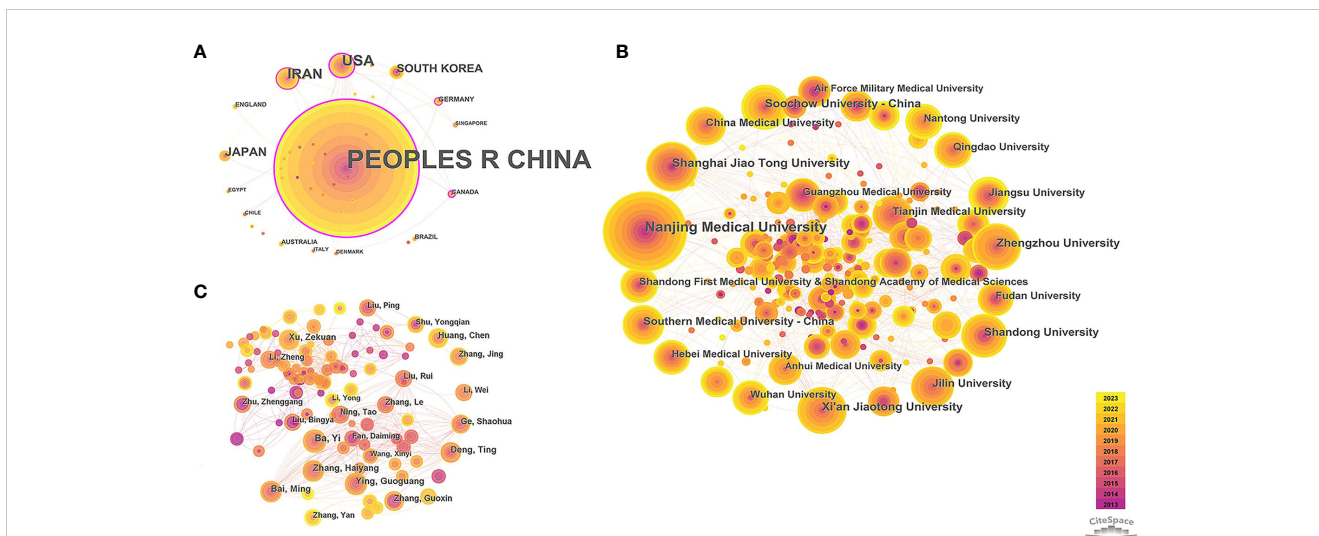 A
USA
IRAN
SOUTH KOREA
GERMANY
ENGLAND
SINGAPORE
JAPAN
PEOPLES R CHINA
EGYPT
CANADA
CHILE
BRAZIL
AUSTRALIA
ITALY
DENMARK
B
Air Force Military Medical University
Soochow University - China
China Medical University
Nantong University
Qingdao University
Shanghai Jiao Tong University
Guangzhou Medical University
Jiangsu University
Tianjin Medical University
Nanjing Medical University
Zhengzhou University
Shandong First Medical University & Shandong Academy of Medical Sciences
Fudan University
Southern Medical University - China
Shandong University
Hebei Medical University
Anhui Medical University
Jilin University
Wuhan University
Xi'an Jiaotong University
C
Liu, Ping
Shu, Yongqian
Xu, Zekuan
Huang, Chen
Li, Zheng
Zhang, Jing
Liu, Rui
Li, Wei
Zhu, Zhenggang
Li, Yong
Zhang, Le
Ning, Tao
Liu, Bingya
Ge, Shaohua
Ba, Yi
Fan, Daiming
Wang, Xinyi
Deng, Ting
Zhang, Haiyang
Ying, Guoguang
Bai, Ming
Zhang, Guoxin
Zhang, Yan
2023
2022
2021
2020
2019
2018
2017
2016
2015
2014
2013
CiteSpace